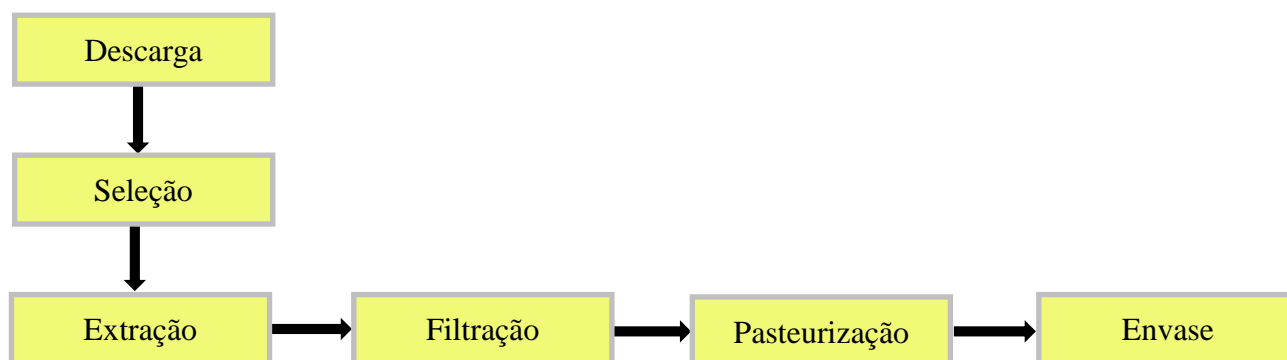 Descarga
Seleção
Extração
Filtração
Pasteurização
Envase